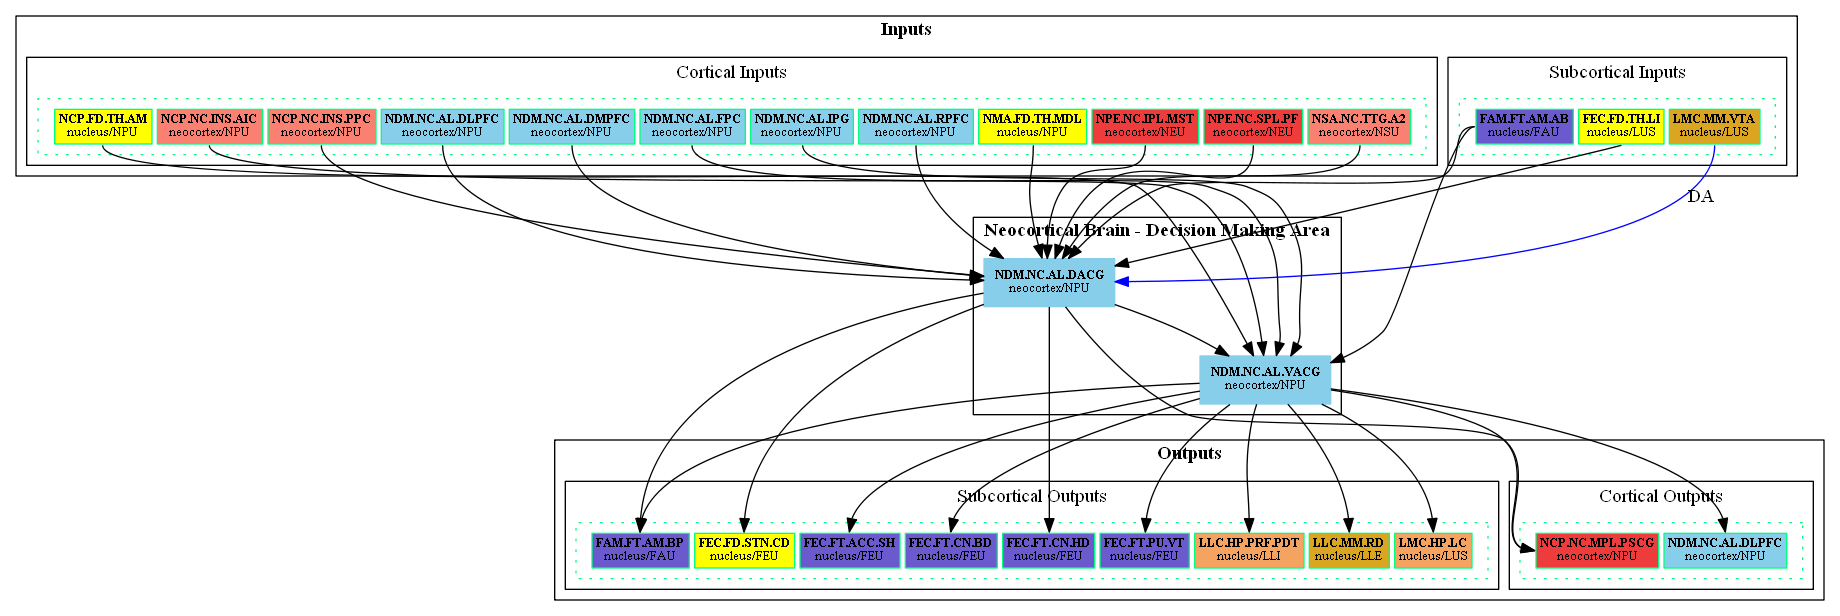 Inputs
Cortical Inputs
Subcortical Inputs
NCP.FD.TH.AM
nucleus/NPU
NCP.NC.INS.AIC
neocortex/NPU
NCP.NC.INS.PPC
neocortex/NPU
NDM.NC.AL.DLPFC
neocortex/NPU
NDM.NC.AL.DMPFC
neocortex/NPU
NDM.NC.AL.FPC
neocortex/NPU
NDM.NC.AL.IPG
neocortex/NPU
NDM.NC.AL.RPFC
neocortex/NPU
NMA.FD.TH.MDL
nucleus/NPU
NPE.NC.IPL.MST
neocortex/NEU
NPE.NC.SPL.PF
neocortex/NEU
NSA.NC.TTG.A2
neocortex/NSU
FAM.FT.AM.AB
nucleus/FAU
FEC.FD.TH.LI
nucleus/LUS
LMC.MM.VTA
nucleus/LUS
DA
Neocortical Brain - Decision Making Area
NDM.NC.AL.DACG
neocortex/NPU
NDM.NC.AL.VACG
neocortex/NPU
Outputs
Subcortical Outputs
Cortical Outputs
FAM.FT.AM.BP
nucleus/FAU
FEC.FD.STN.CD
nucleus/FEU
FEC.FT.ACC.SH
nucleus/FEU
FEC.FT.CN.BD
nucleus/FEU
FEC.FT.CN.HD
nucleus/FEU
FEC.FT.PU.VT
nucleus/FEU
LLC.HP.PRF.PDT
nucleus/LLI
LLC.MM.RD
nucleus/LLE
LMC.HP.LC
nucleus/LUS
NCP.NC.MPL.PSCG
neocortex/NPU
NDM.NC.AL.DLPFC
neocortex/NPU